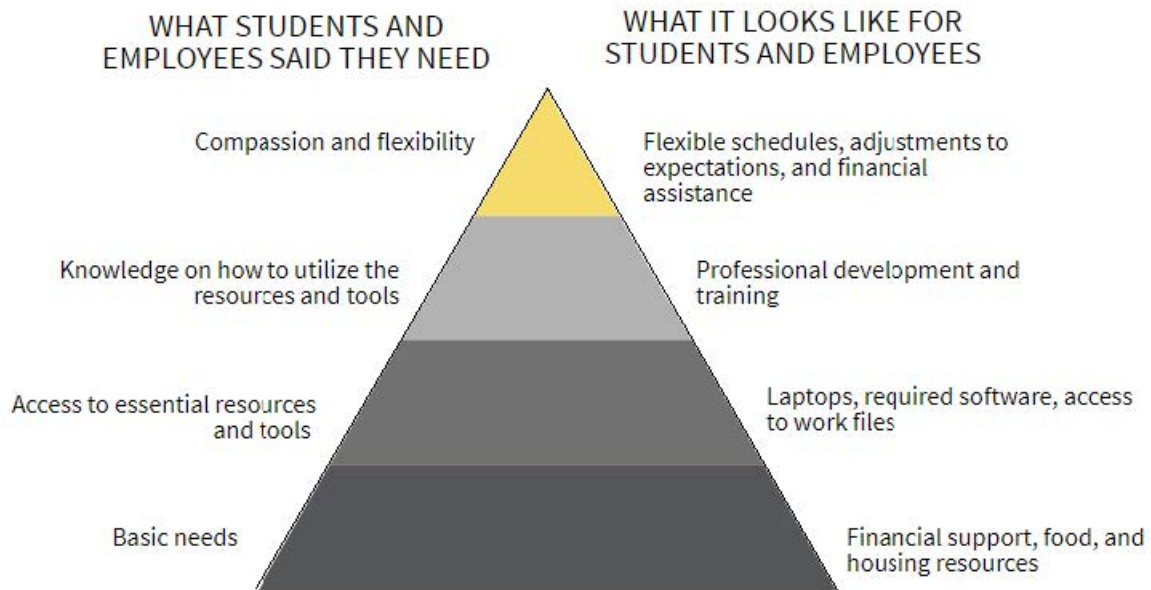 WHAT STUDENTS AND
EMPLOYEES SAID THEY NEED
WHAT IT LOOKS LIKE FOR
STUDENTS AND EMPLOYEES
Compassion and flexibility
Flexible schedules, adjustments to
expectations, and financial
assistance
Knowledge on how to utilize the
resources and tools
Professional development and
training
Access to essential resources
and tools
Laptops, required software, access
to work files
Basic needs
Financial support, food, and
housing resources